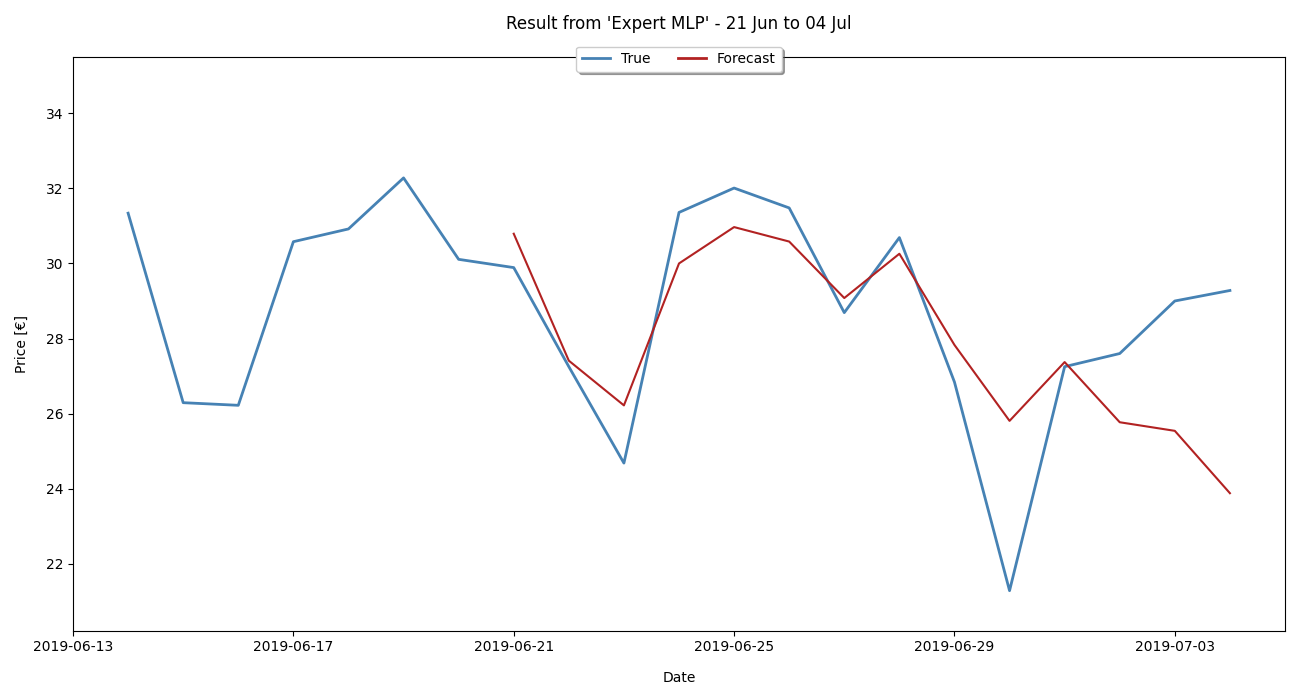 Result from 'Expert MLP' - 21 Jun to 04 Jul
True Forecast
34
32
30
28
26
24
22
Price [€]
2019-06-13 2019-06-17 2019-06-21 2019-06-25 2019-06-29 2019-07-03
Date